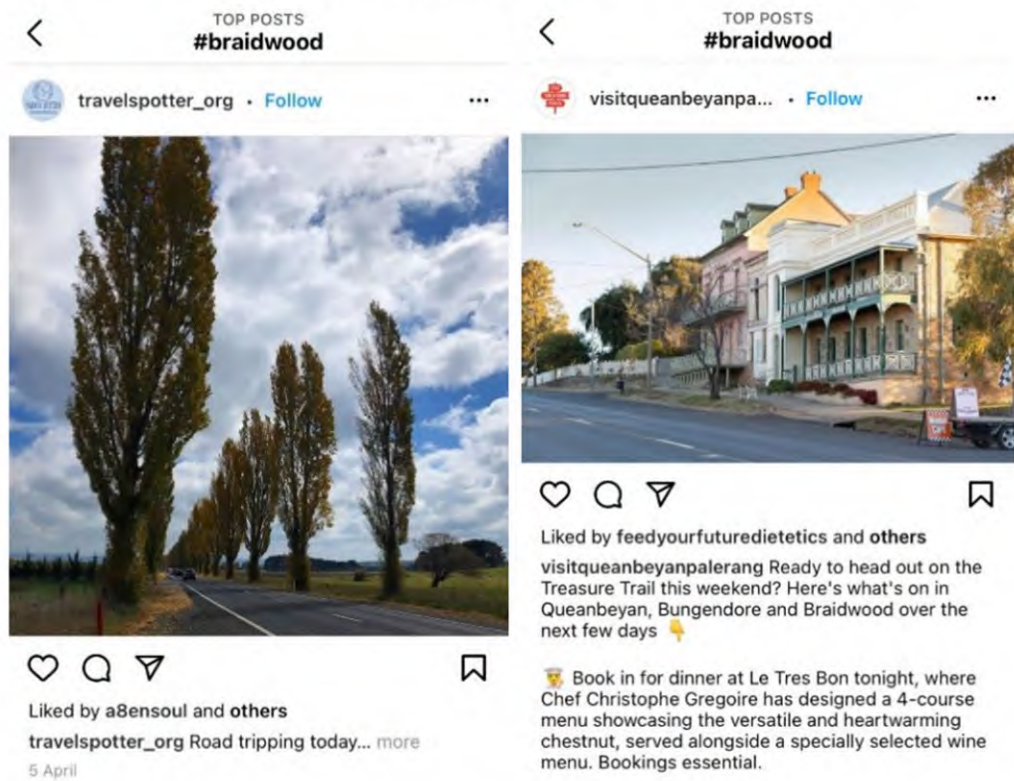 TOP POSTS
#braidwood
travelspotter_org • Follow
Liked by a8ensoul and others
travelspotter_org Road tripping today... more
5 April
TOP POSTS
#braidwood
visitqueanbeyanpa... • Follow
Liked by feedyourfuturedietetics and others
visitqueanbeyanpalerang Ready to head out on the
Treasure Trail this weekend? Here's what's on in
Queanbeyan, Bungendore and Braidwood over the
next few days 👇
👨‍🍳 Book in for dinner at Le Tres Bon tonight, where
Chef Christophe Gregoire has designed a 4-course
menu showcasing the versatile and heartwarming
chestnut, served alongside a specially selected wine
menu. Bookings essential.